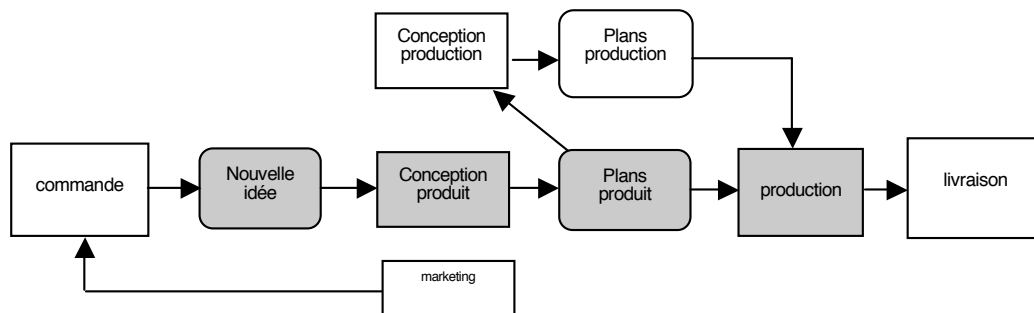 Conception
production
Plans
production
commande
Nouvelle
idée
Conception
produit
Plans
produit
production
livraison
marketing